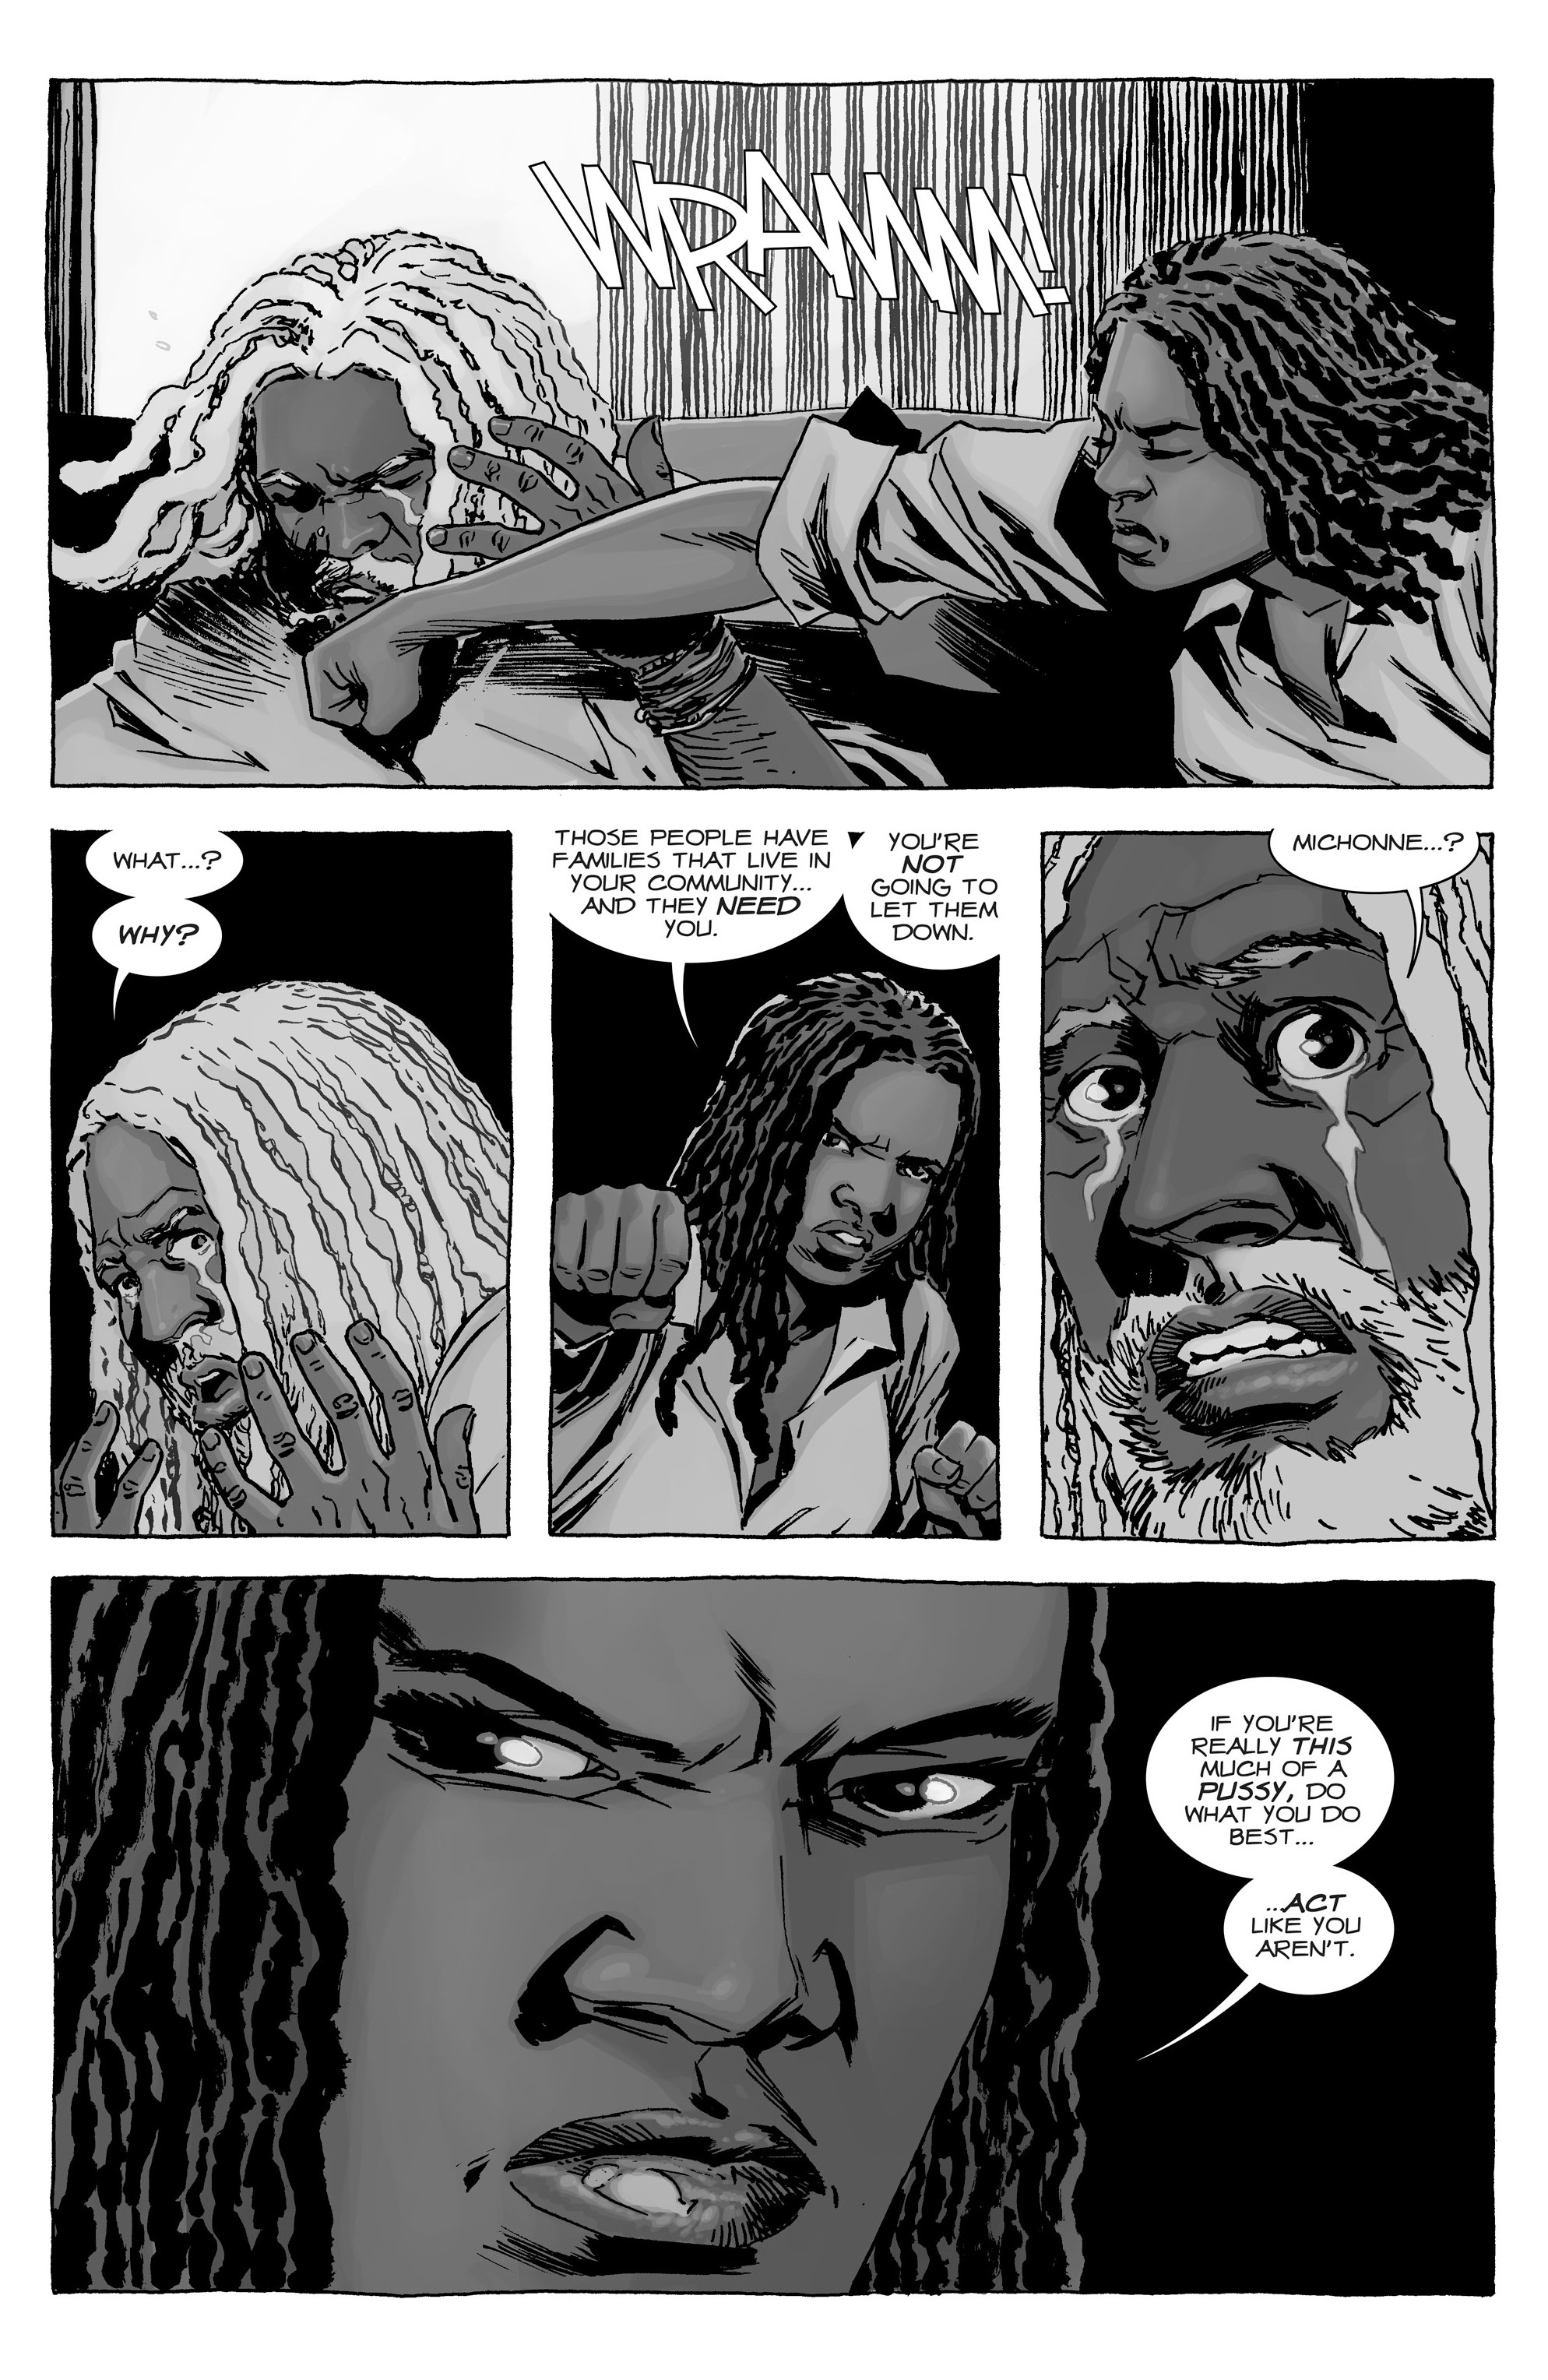 WRAMM!
WHAT...?
WHY?
THOSE PEOPLE HAVE
FAMILIES THAT LIVE IN
YOUR COMMUNITY...
AND THEY NEED
YOU.
YOU'RE
NOT
GOING TO
LET THEM
DOWN.
MICHONNE...?
IF YOU'RE
REALLY THIS
MUCH OF A
PUSSY, DO
WHAT YOU DO
BEST...
...ACT
LIKE YOU
AREN'T.